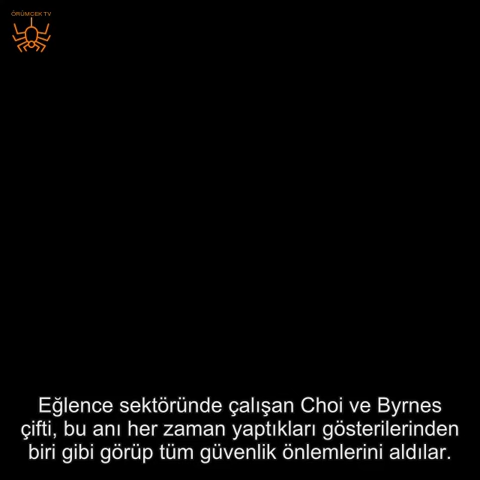 ÖRÜMCEK TV
Eğlence sektöründe çalışan Choi ve Byrnes
çifti, bu anı her zaman yaptıkları gösterilerinden
biri gibi görüp tüm güvenlik önlemlerini aldılar.